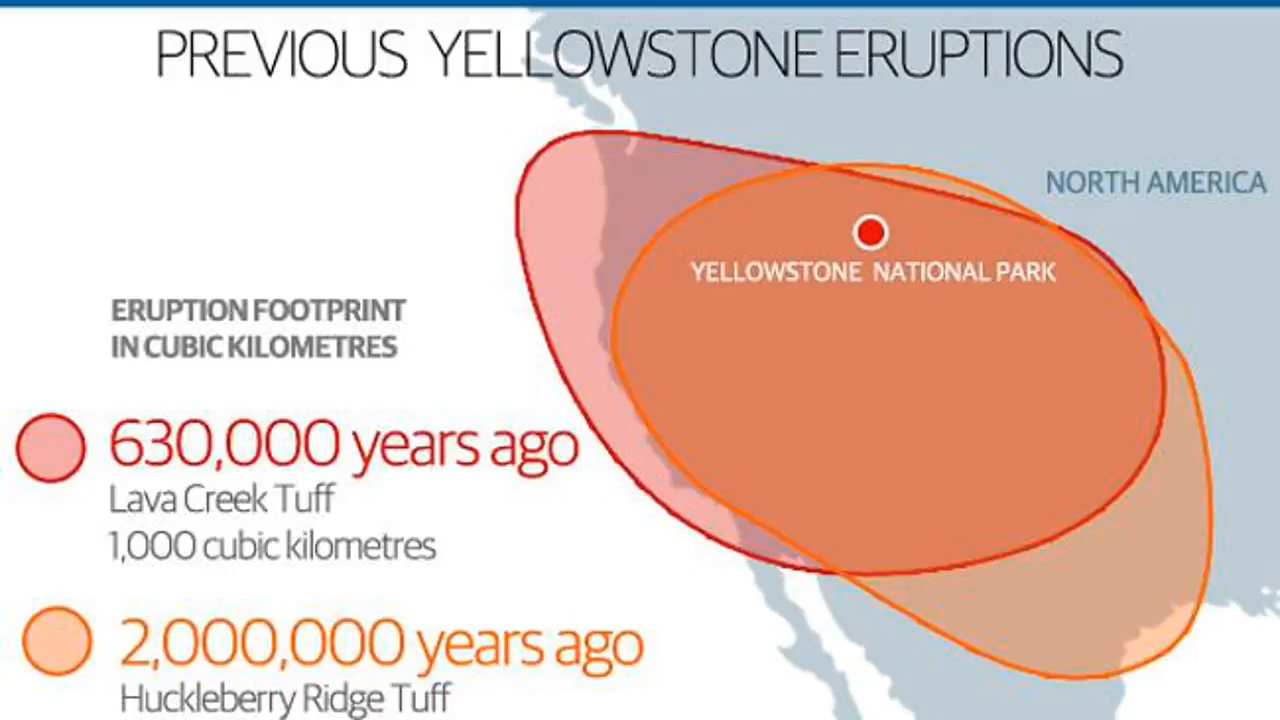 PREVIOUS YELLOWSTONE ERUPTIONS
NORTH AMERICA
YELLOWSTONE NATIONAL PARK
ERUPTION FOOTPRINT
IN CUBIC KILOMETRES
630,000 years ago
Lava Creek Tuff
1,000 cubic kilometres
2,000,000 years ago
Huckleberry Ridge Tuff